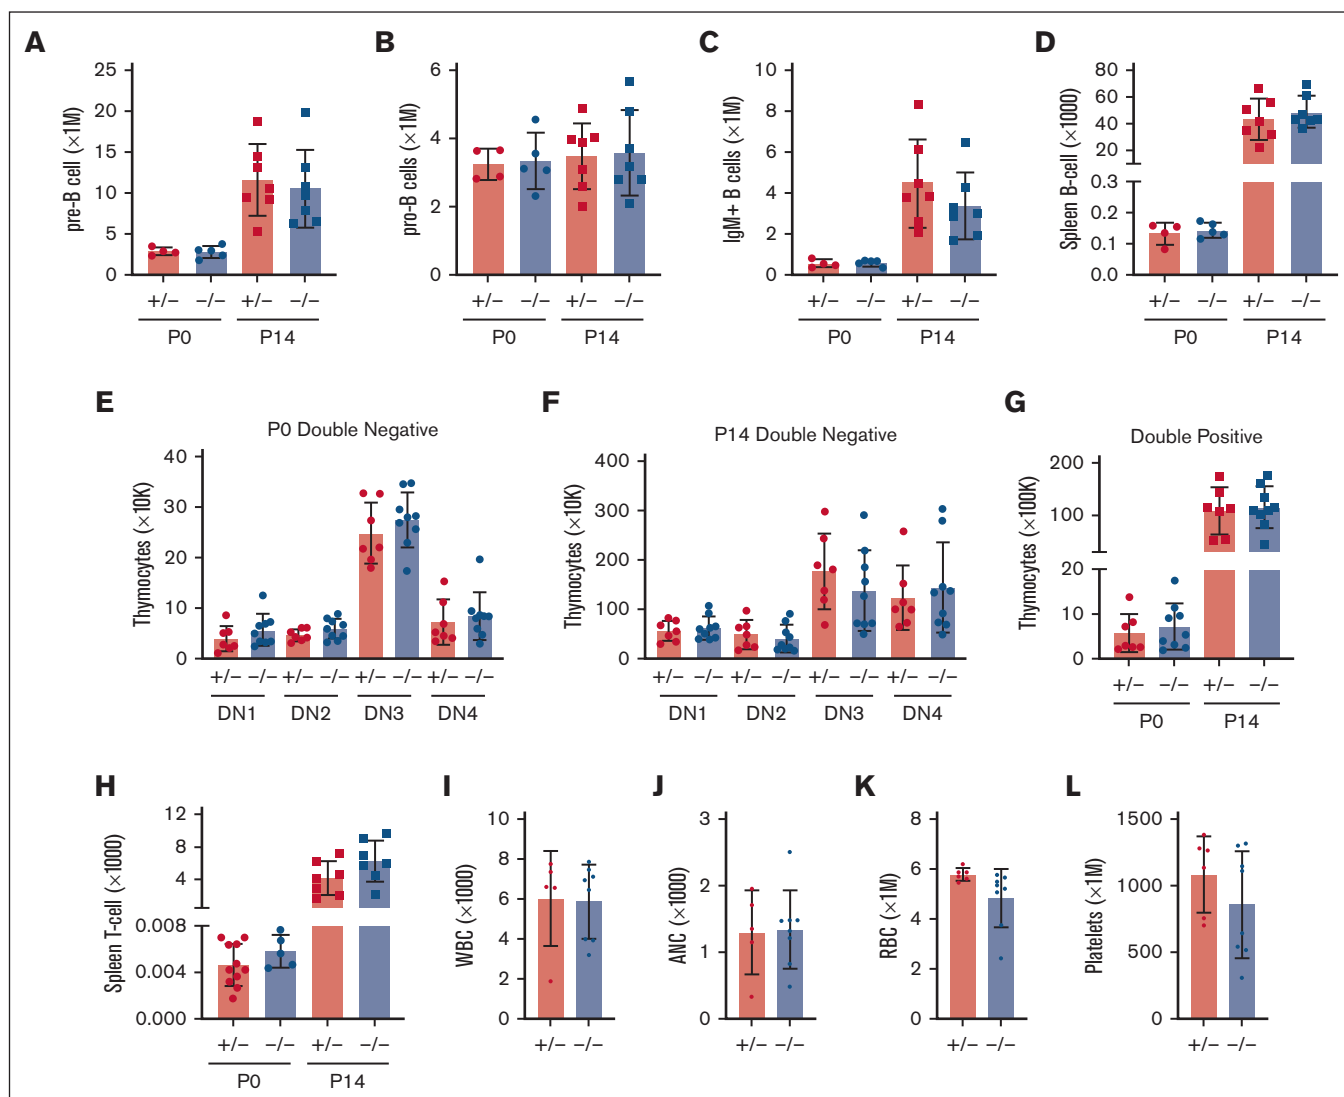 A
B
C
D
25
20
15
10
5
0
pre-B cell (×1M)
+/− −/− +/− −/−
P0 P14
6
4
2
0
pro-B cells (×1M)
+/− −/− +/− −/−
P0 P14
10
8
6
4
2
0
IgM+ B cells (×1M)
+/− −/− +/− −/−
P0 P14
80
60
40
20
0.3
0.2
0.1
0.0
Spleen B-cell (×1000)
+/− −/− +/− −/−
P0 P14
E
F
G
P0 Double Negative
40
30
20
10
0
Thymocytes (×10K)
+/− −/− +/− −/− +/− −/− +/− −/−
DN1 DN2 DN3 DN4
P14 Double Negative
400
300
200
100
0
Thymocytes (×10K)
+/− −/− +/− −/− +/− −/− +/− −/−
DN1 DN2 DN3 DN4
Double Positive
200
100
20
10
0
Thymocytes (×100K)
+/− −/− +/− −/−
P0 P14
H
I
J
K
L
12
8
4
0.008
0.004
0.000
Spleen T-cell (×1000)
+/− −/− +/− −/−
P0 P14
10
8
6
4
2
0
WBC (×1000)
+/− −/−
3
2
1
0
ANC (×1000)
+/− −/−
8
6
4
2
0
RBC (×1M)
+/− −/−
1500
1000
500
0
Platelets (×1M)
+/− −/−